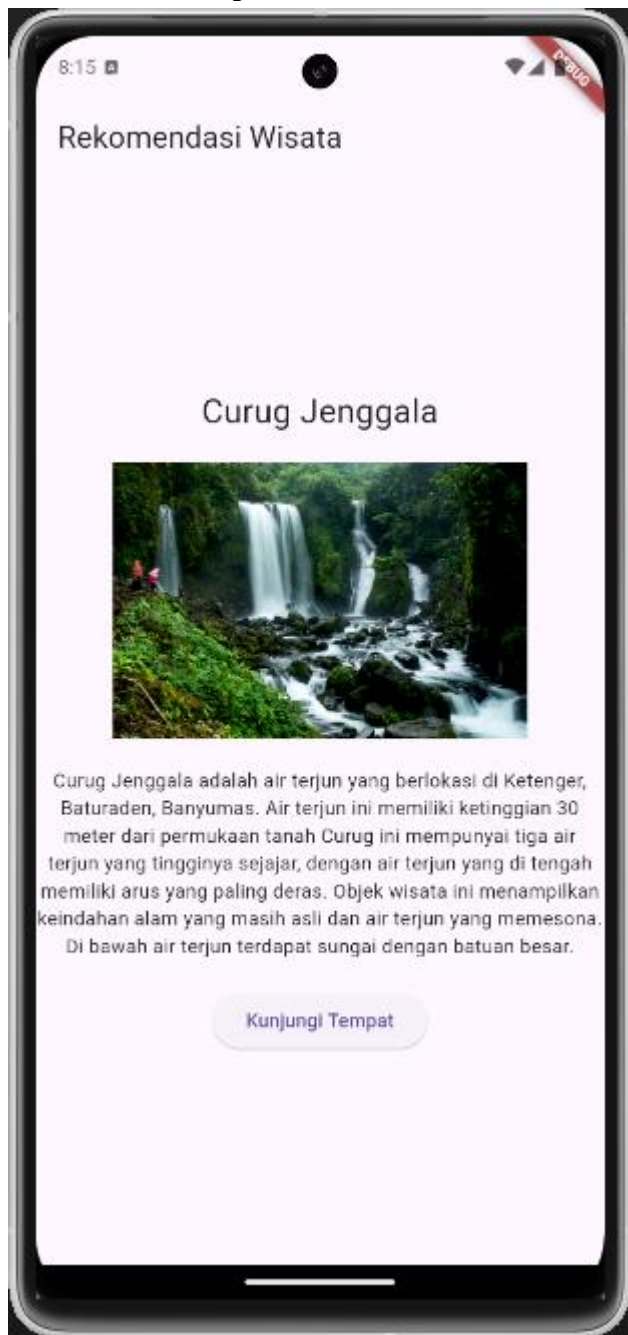 8:15
DEBUG
Rekomendasi Wisata
Curug Jenggala
Curug Jenggala adalah air terjun yang berlokasi di Ketenger,
Baturaden, Banyumas. Air terjun ini memiliki ketinggian 30
meter dari permukaan tanah Curug ini mempunyai tiga air
terjun yang tingginya sejajar, dengan air terjun yang di tengah
memiliki arus yang paling deras. Objek wisata ini menampilkan
keindahan alam yang masih asli dan air terjun yang memesona.
Di bawah air terjun terdapat sungai dengan batuan besar.
Kunjungi Tempat